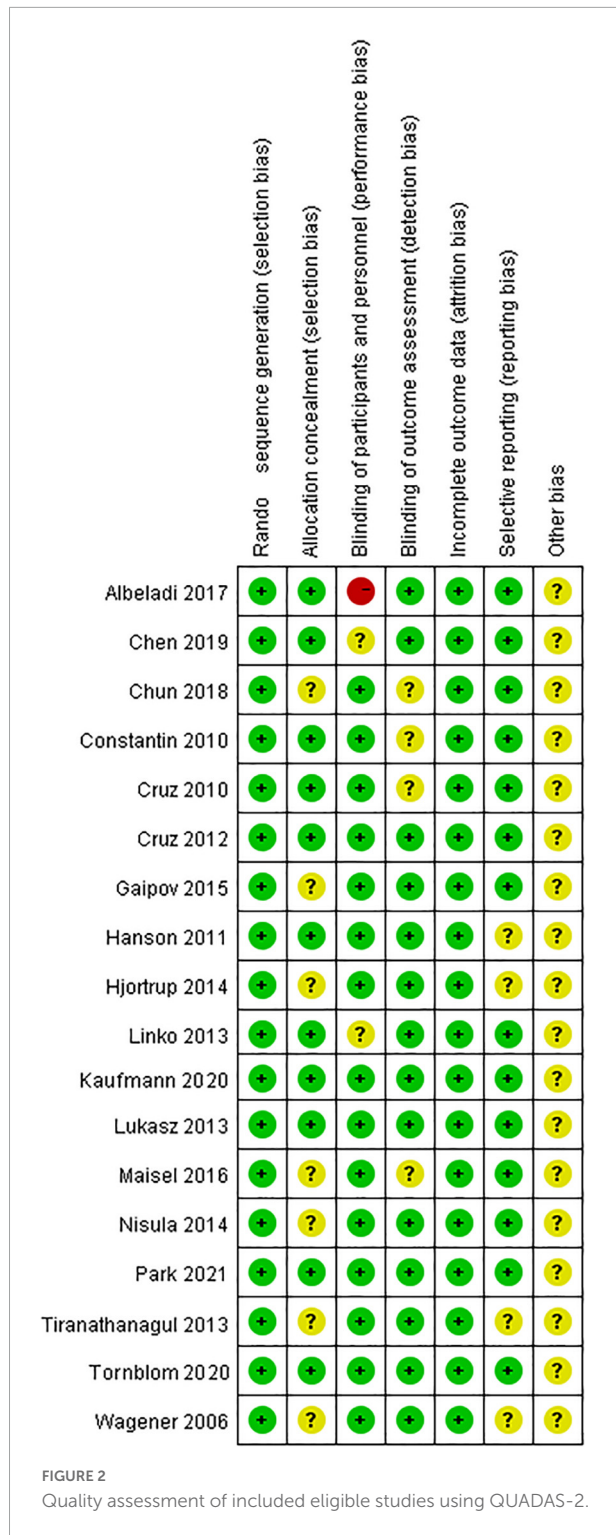 Rando sequence generation (selection bias)
Allocation concealment (selection bias)
Blinding of participants and personnel (performance bias)
Blinding of outcome assessment (detection bias)
Incomplete outcome data (attrition bias)
Selective reporting (reporting bias)
Other bias
Albeladi 2017 + + - + + + ?
Chen 2019 + + ? + + + ?
Chun 2018 + ? + ? + + ?
Constantin 2010 + + + ? + + ?
Cruz 2010 + + + ? + + ?
Cruz 2012 + + + + + + ?
Gaipov 2015 + ? + + + + ?
Hanson 2011 + + + + + ? ?
Hjortrup 2014 + ? + + + ? ?
Linko 2013 + + ? + + + ?
Kaufmann 2020 + + + + + + ?
Lukasz 2013 + + + + + + ?
Maisel 2016 + ? + ? + + ?
Nisula 2014 + ? + + + + ?
Park 2021 + + + + + + ?
Tiranathanagul 2013 + ? + + + ? ?
Tornblom 2020 + + + + + + ?
Wagener 2006 + ? + + + ? ?
FIGURE 2
Quality assessment of included eligible studies using QUADAS-2.